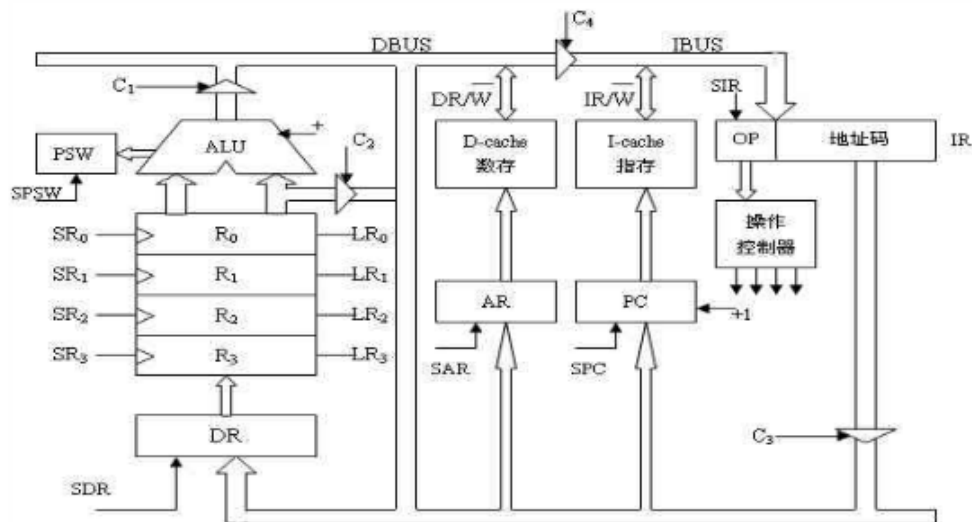 C₄
DBUS
IBUS
C₁
DR/W̅
IR/W̅
SIR
+
PSW
ALU
C₂
D-cache
数存
I-cache
指存
OP
地址码
IR
SPSW
SR₀
R₀
LR₀
操作
控制器
SR₁
R₁
LR₁
SR₂
R₂
LR₂
AR
PC
+1
SR₃
R₃
LR₃
SAR
SPC
DR
C₃
SDR